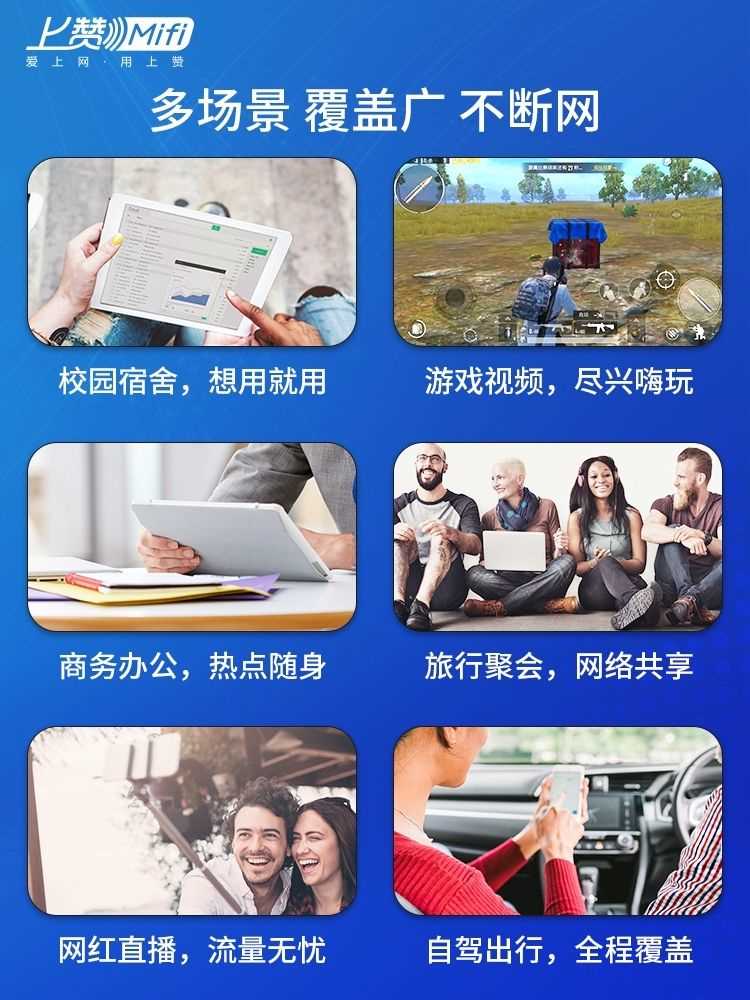 上赞 Mifi
爱上网·用上赞
多场景 覆盖广 不断网
校园宿舍，想用就用
游戏视频，尽兴嗨玩
商务办公，热点随身
旅行聚会，网络共享
网红直播，流量无忧
自驾出行，全程覆盖